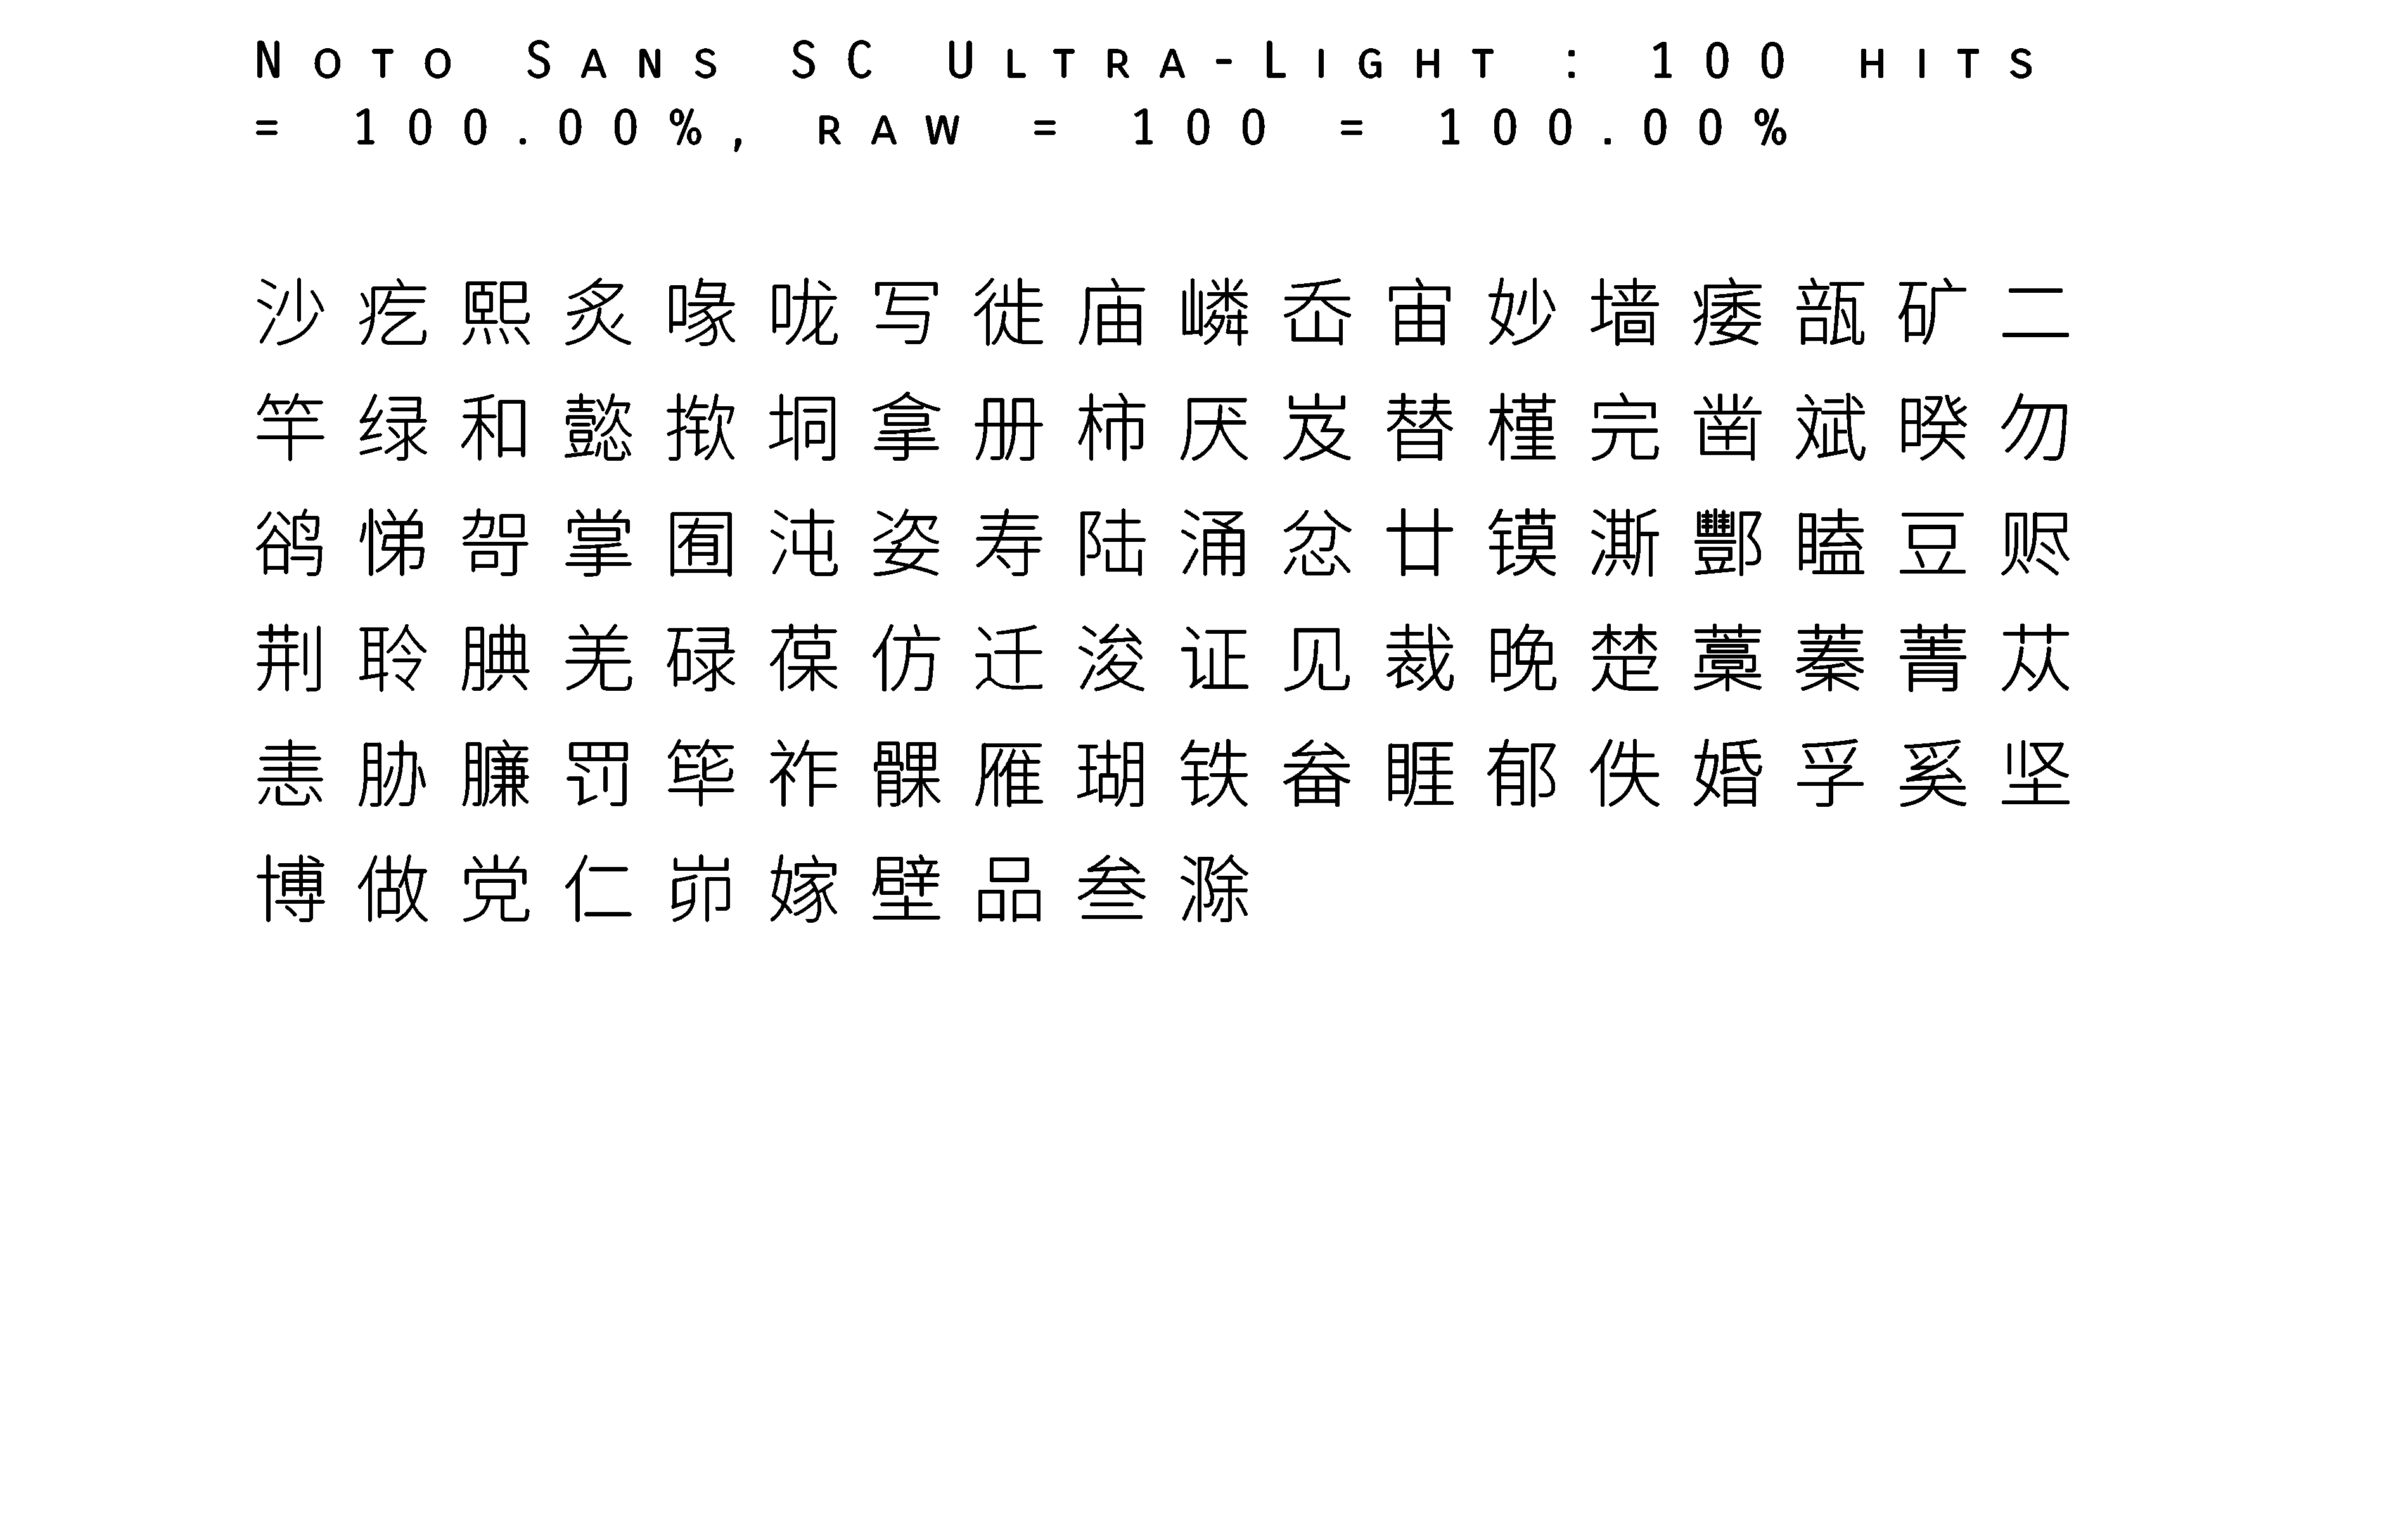 Noto Sans SC Ultra-Light : 100 hits
= 100.00%, raw = 100 = 100.00%
沙疙熙炙喙咙写徙庙嶙岙宙妙墙痿瓿矿二
竿绿和懿揿垌拿册柿厌岌替槿完凿斌暌勿
鹆悌哿掌囿沌姿寿陆涌忿廿镆澌酆瞌豆赆
荆聆腆羌碌葆仿迁浚证见裁晚楚藁蓁菁苁
恚胁臁罚筚祚髁雁瑚铁畚睚郁佚婚孚奚坚
博做党仁峁嫁壁品叁滁